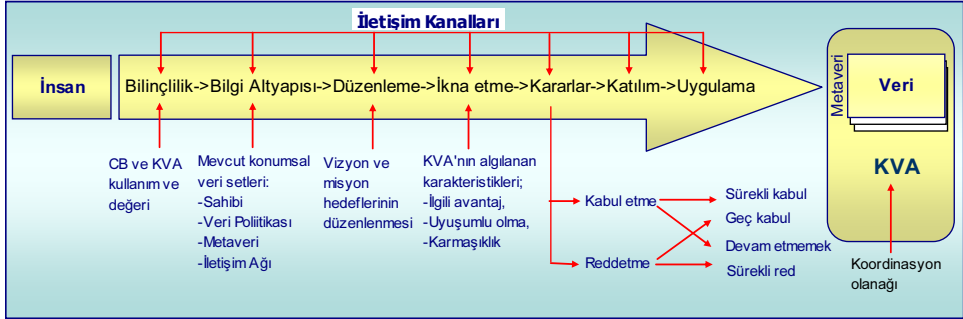 İletişim Kanalları
İnsan
Bilinçlilik->Bilgi Altyapısı->Düzenleme->İkna etme->Kararlar->Katılım->Uygulama
Metaveri
Veri
KVA
Koordinasyon
olanağı
CB ve KVA
kullanım ve
değeri
Mevcut konumsal
veri setleri:
-Sahibi
-Veri Poliitikası
-Metaveri
-İletişim Ağı
Vizyon ve
misyon
hedeflerinin
düzenlenmesi
KVA'nın algılanan
karakteristikleri;
-İlgili avantaj,
-Uyuşumlu olma,
-Karmaşıklık
Kabul etme
Reddetme
Sürekli kabul
Geç kabul
Devam etmemek
Sürekli red